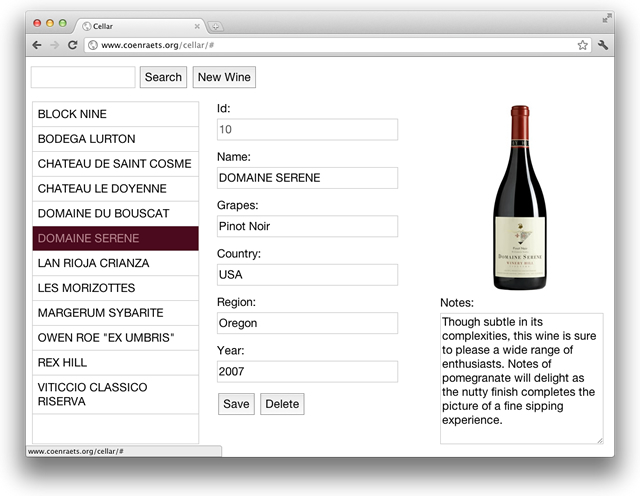 Cellar
www.coenraets.org/cellar/#
Search
New Wine
BLOCK NINE
BODEGA LURTON
CHATEAU DE SAINT COSME
CHATEAU LE DOYENNE
DOMAINE DU BOUSCAT
DOMAINE SERENE
LAN RIOJA CRIANZA
LES MORIZOTTES
MARGERUM SYBARITE
OWEN ROE "EX UMBRIS"
REX HILL
VITICCIO CLASSICO
RISERVA
Id:
10
Name:
DOMAINE SERENE
Grapes:
Pinot Noir
Country:
USA
Region:
Oregon
Year:
2007
Save
Delete
DOMAINE SERENE
Notes:
Though subtle in its
complexities, this wine is sure
to please a wide range of
enthusiasts. Notes of
pomegranate will delight as
the nutty finish completes the
picture of a fine sipping
experience.
www.coenraets.org/cellar/#